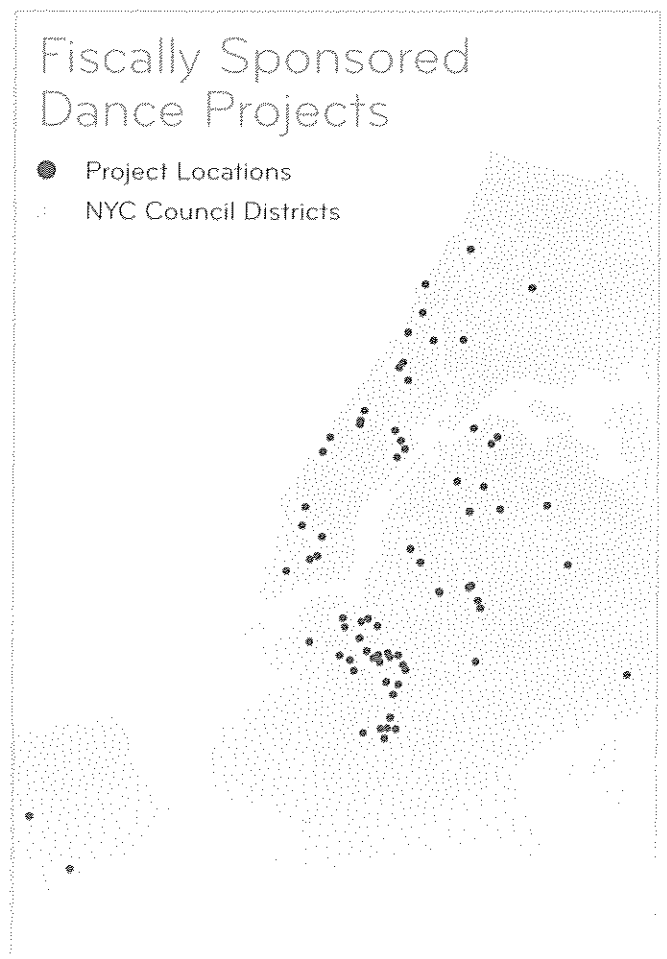 Fiscally Sponsored
Dance Projects
Project Locations
NYC Council Districts